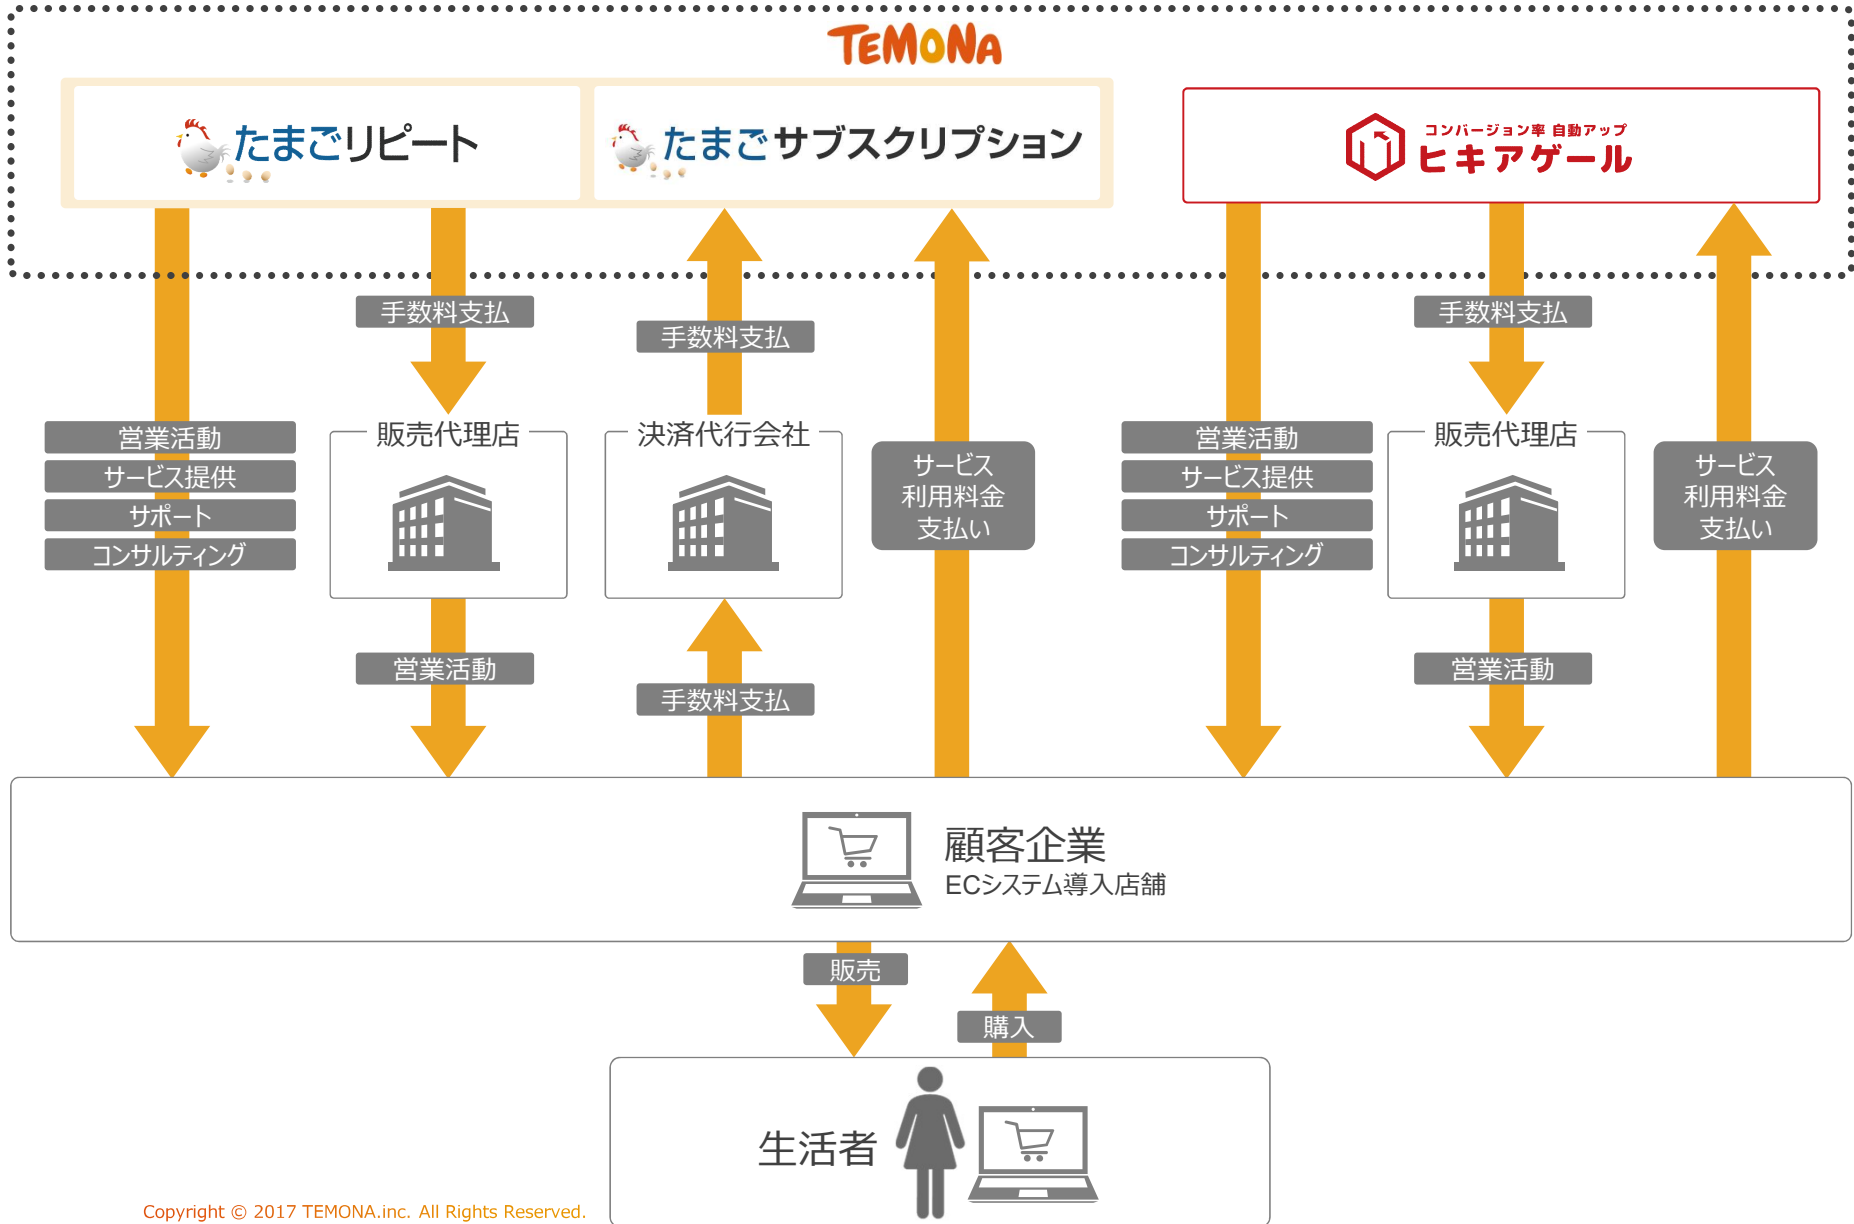 TEMONA
たまごリピート
たまごサブスクリプション
コンバージョン率 自動アップ
ヒキアゲール
手数料支払
手数料支払
手数料支払
営業活動
サービス提供
サポート
コンサルティング
販売代理店
決済代行会社
サービス
利用料金
支払い
営業活動
サービス提供
サポート
コンサルティング
販売代理店
サービス
利用料金
支払い
営業活動
手数料支払
営業活動
顧客企業
ECシステム導入店舗
販売
購入
生活者
Copyright © 2017 TEMONA.inc. All Rights Reserved.